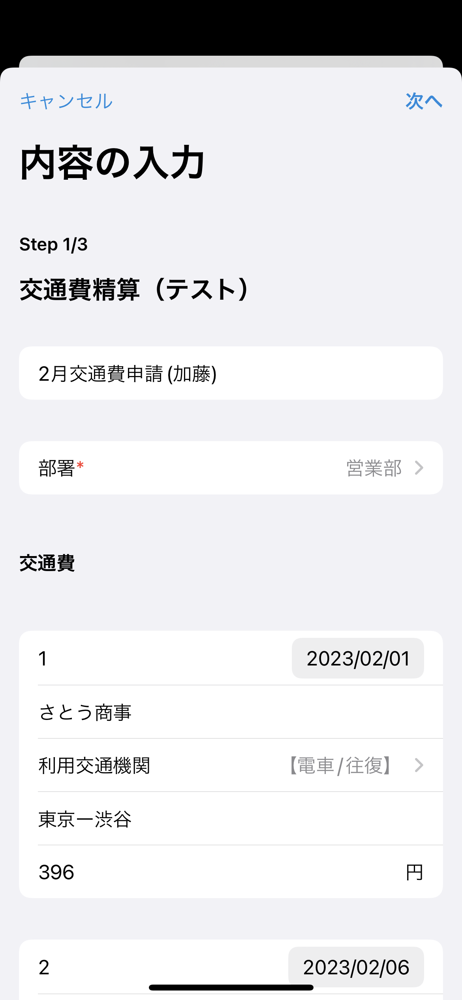 キャンセル
次へ
内容の入力
Step 1/3
交通費精算（テスト）
2月交通費申請(加藤)
部署*
営業部
交通費
1
2023/02/01
さとう商事
利用交通機関
【電車/往復】
東京ー渋谷
396
円
2
2023/02/06